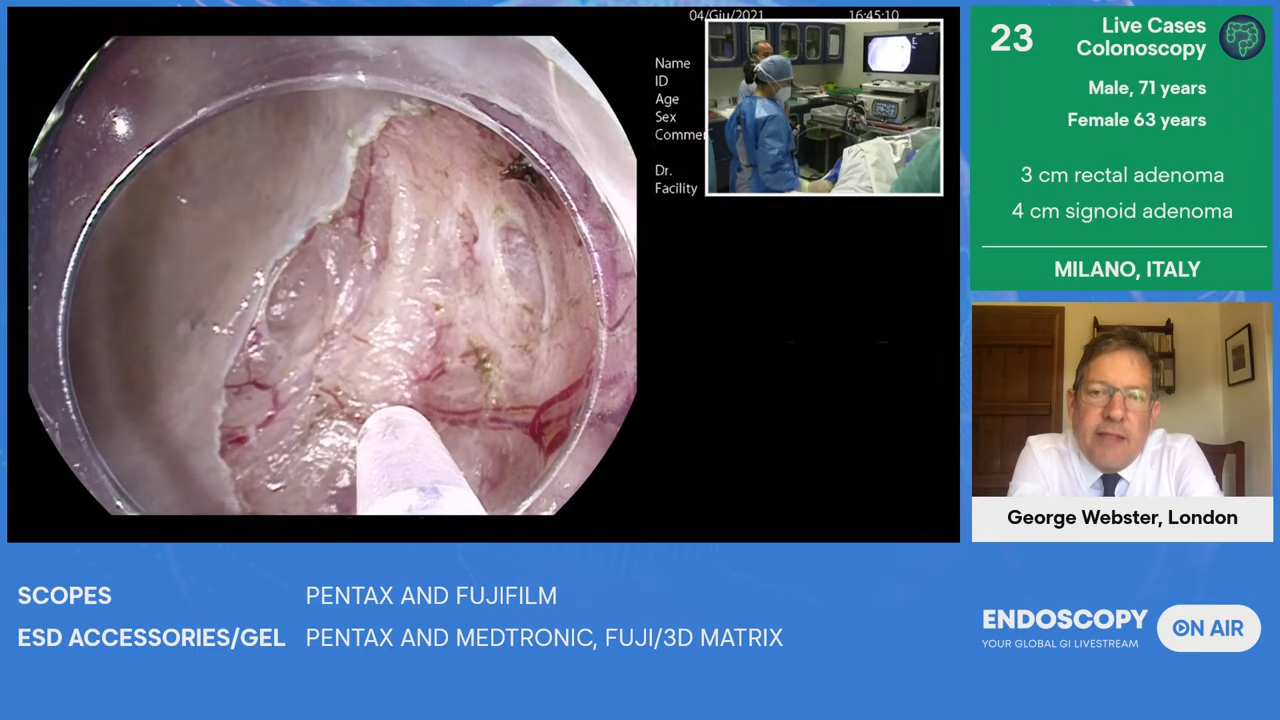 04/Giu/2021 16:45:10
Name
ID
Age
Sex
Commer
Dr.
Facility
23
Live Cases
Colonoscopy
Male, 71 years
Female 63 years
3 cm rectal adenoma
4 cm signoid adenoma
MILANO, ITALY
George Webster, London
SCOPES PENTAX AND FUJIFILM
ESD ACCESSORIES/GEL PENTAX AND MEDTRONIC, FUJI/3D MATRIX
ENDOSCOPY
YOUR GLOBAL GI LIVESTREAM
ON AIR